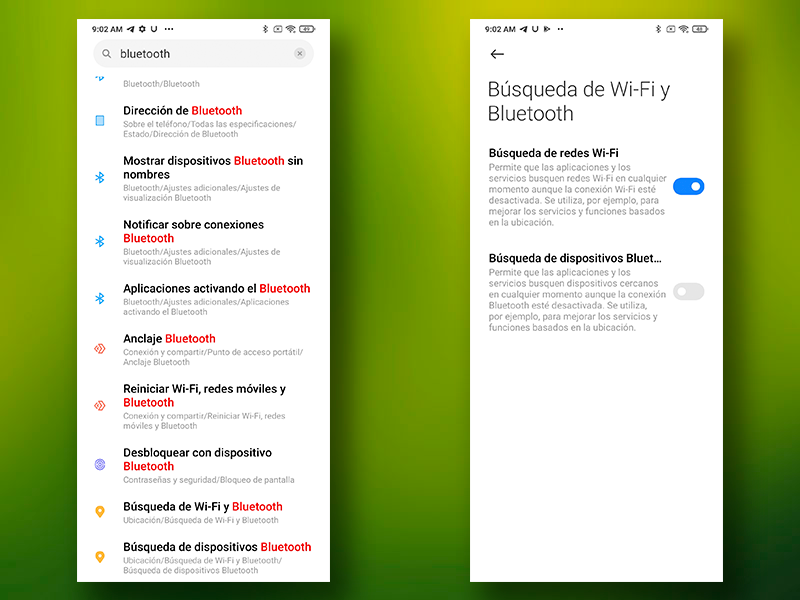 9:02 AM
bluetooth
Bluetooth/Bluetooth
Dirección de Bluetooth
Sobre el teléfono/Todas las especificaciones/
Estado/Dirección de Bluetooth
Mostrar dispositivos Bluetooth sin
nombres
Bluetooth/Ajustes adicionales/Ajustes de
visualización Bluetooth
Notificar sobre conexiones
Bluetooth
Bluetooth/Ajustes adicionales/Ajustes de
visualización Bluetooth
Aplicaciones activando el Bluetooth
Bluetooth/Ajustes adicionales/Aplicaciones
activando el Bluetooth
Anclaje Bluetooth
Conexión y compartir/Punto de acceso portátil/
Anclaje Bluetooth
Reiniciar Wi-Fi, redes móviles y
Bluetooth
Conexión y compartir/Reiniciar Wi-Fi, redes
móviles y Bluetooth
Desbloquear con dispositivo
Bluetooth
Contraseñas y seguridad/Bloqueo de pantalla
Búsqueda de Wi-Fi y Bluetooth
Ubicación/Búsqueda de Wi-Fi y Bluetooth
Búsqueda de dispositivos Bluetooth
Ubicación/Búsqueda de Wi-Fi y Bluetooth/
Búsqueda de dispositivos Bluetooth
9:02 AM
Búsqueda de Wi-Fi y
Bluetooth
Búsqueda de redes Wi-Fi
Permite que las aplicaciones y los
servicios busquen redes Wi-Fi en cualquier
momento aunque la conexión Wi-Fi esté
desactivada. Se utiliza, por ejemplo, para
mejorar los servicios y funciones basados
en la ubicación.
Búsqueda de dispositivos Bluet...
Permite que las aplicaciones y los
servicios busquen dispositivos cercanos
en cualquier momento aunque la conexión
Bluetooth esté desactivada. Se utiliza,
por ejemplo, para mejorar los servicios y
funciones basados en la ubicación.